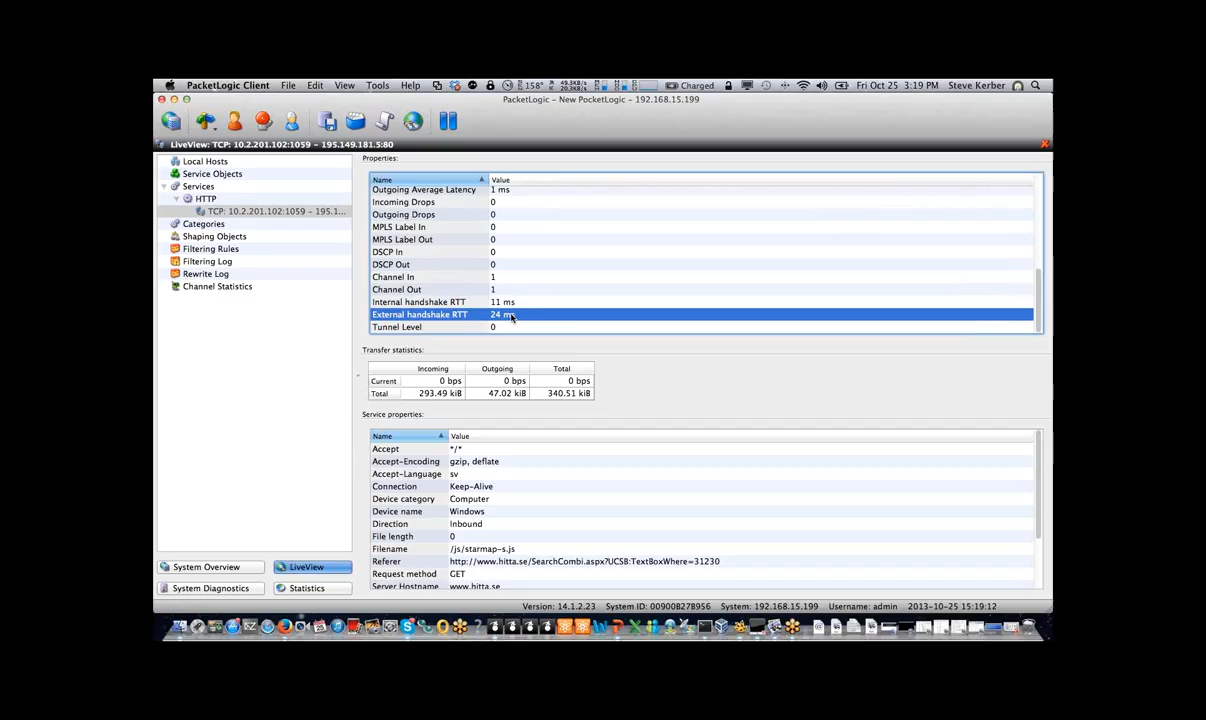 PacketLogic Client File Edit View Tools Help 158° 49.3KB/s 20.3KB/s Charged Fri Oct 25 3:19 PM Steve Kerber
PacketLogic - New PocketLogic - 192.168.15.199
LiveView: TCP: 10.2.201.102:1059 - 195.149.181.5:80
Local Hosts
Service Objects
Services
HTTP
TCP: 10.2.201.102:1059 - 195.1...
Categories
Shaping Objects
Filtering Rules
Filtering Log
Rewrite Log
Channel Statistics
Properties:
Name Value
Outgoing Average Latency 1 ms
Incoming Drops 0
Outgoing Drops 0
MPLS Label In 0
MPLS Label Out 0
DSCP In 0
DSCP Out 0
Channel In 1
Channel Out 1
Internal handshake RTT 11 ms
External handshake RTT 24 ms
Tunnel Level 0
Transfer statistics:
Incoming Outgoing Total
Current 0 bps 0 bps 0 bps
Total 293.49 kiB 47.02 kiB 340.51 kiB
Service properties:
Name Value
Accept */*
Accept-Encoding gzip, deflate
Accept-Language sv
Connection Keep-Alive
Device category Computer
Device name Windows
Direction Inbound
File length 0
Filename /js/starmap-s.js
Referer http://www.hitta.se/SearchCombi.aspx?UCSB:TextBoxWhere=31230
Request method GET
Server Hostname www.hitta.se
System Overview LiveView
System Diagnostics Statistics
Version: 14.1.2.23 System ID: 009008278956 System: 192.168.15.199 Username: admin 2013-10-25 15:19:12